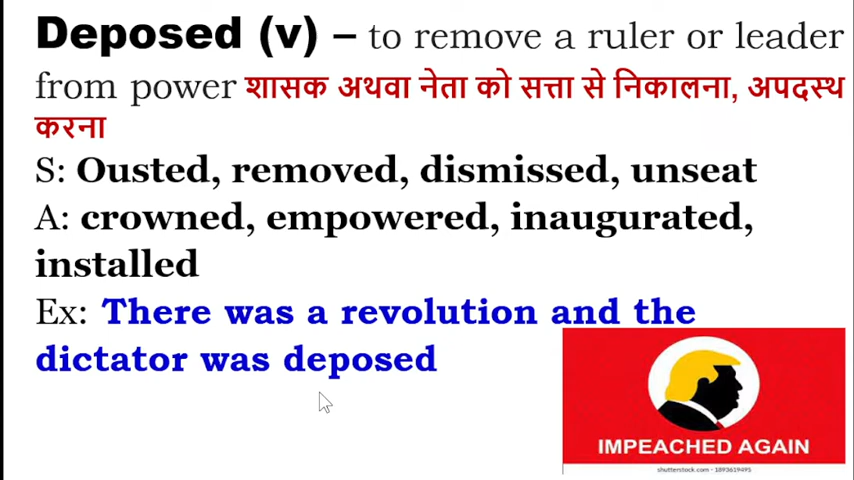 Deposed (v) – to remove a ruler or leader
from power शासक अथवा नेता को सत्ता से निकालना, अपदस्थ
करना
S: Ousted, removed, dismissed, unseat
A: crowned, empowered, inaugurated,
installed
Ex: There was a revolution and the
dictator was deposed
IMPEACHED AGAIN
shutterstock.com · 1893619495